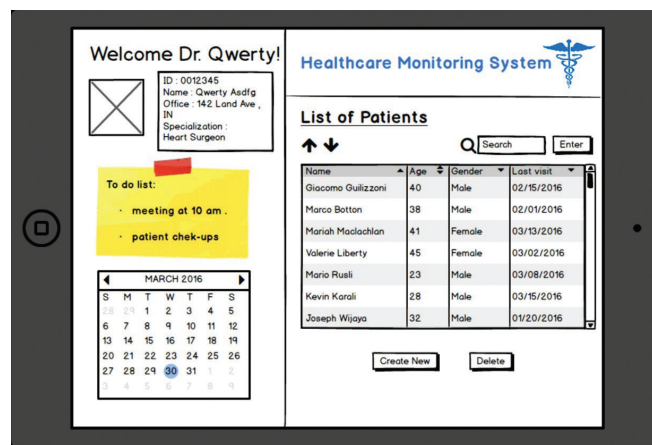 Welcome Dr. Qwerty!
ID : 0012345
Name : Qwerty Asdfg
Office : 142 Land Ave ,
IN
Specialization :
Heart Surgeon
To do list:
· meeting at 10 am .
· patient chek-ups
MARCH 2016
S M T W T F S
28 29 1 2 3 4 5
6 7 8 9 10 11 12
13 14 15 16 17 18 19
20 21 22 23 24 25 26
27 28 29 30 31 1 2
3 4 5 6 7 8 9
Healthcare Monitoring System
List of Patients
Search Enter
Name Age Gender Last visit
Giacomo Guilizzoni 40 Male 02/15/2016
Marco Botton 38 Male 02/01/2016
Mariah Maclachlan 41 Female 03/13/2016
Valerie Liberty 45 Female 03/02/2016
Mario Rusli 23 Male 03/08/2016
Kevin Karali 28 Male 03/15/2016
Joseph Wijaya 32 Male 01/20/2016
Create New Delete